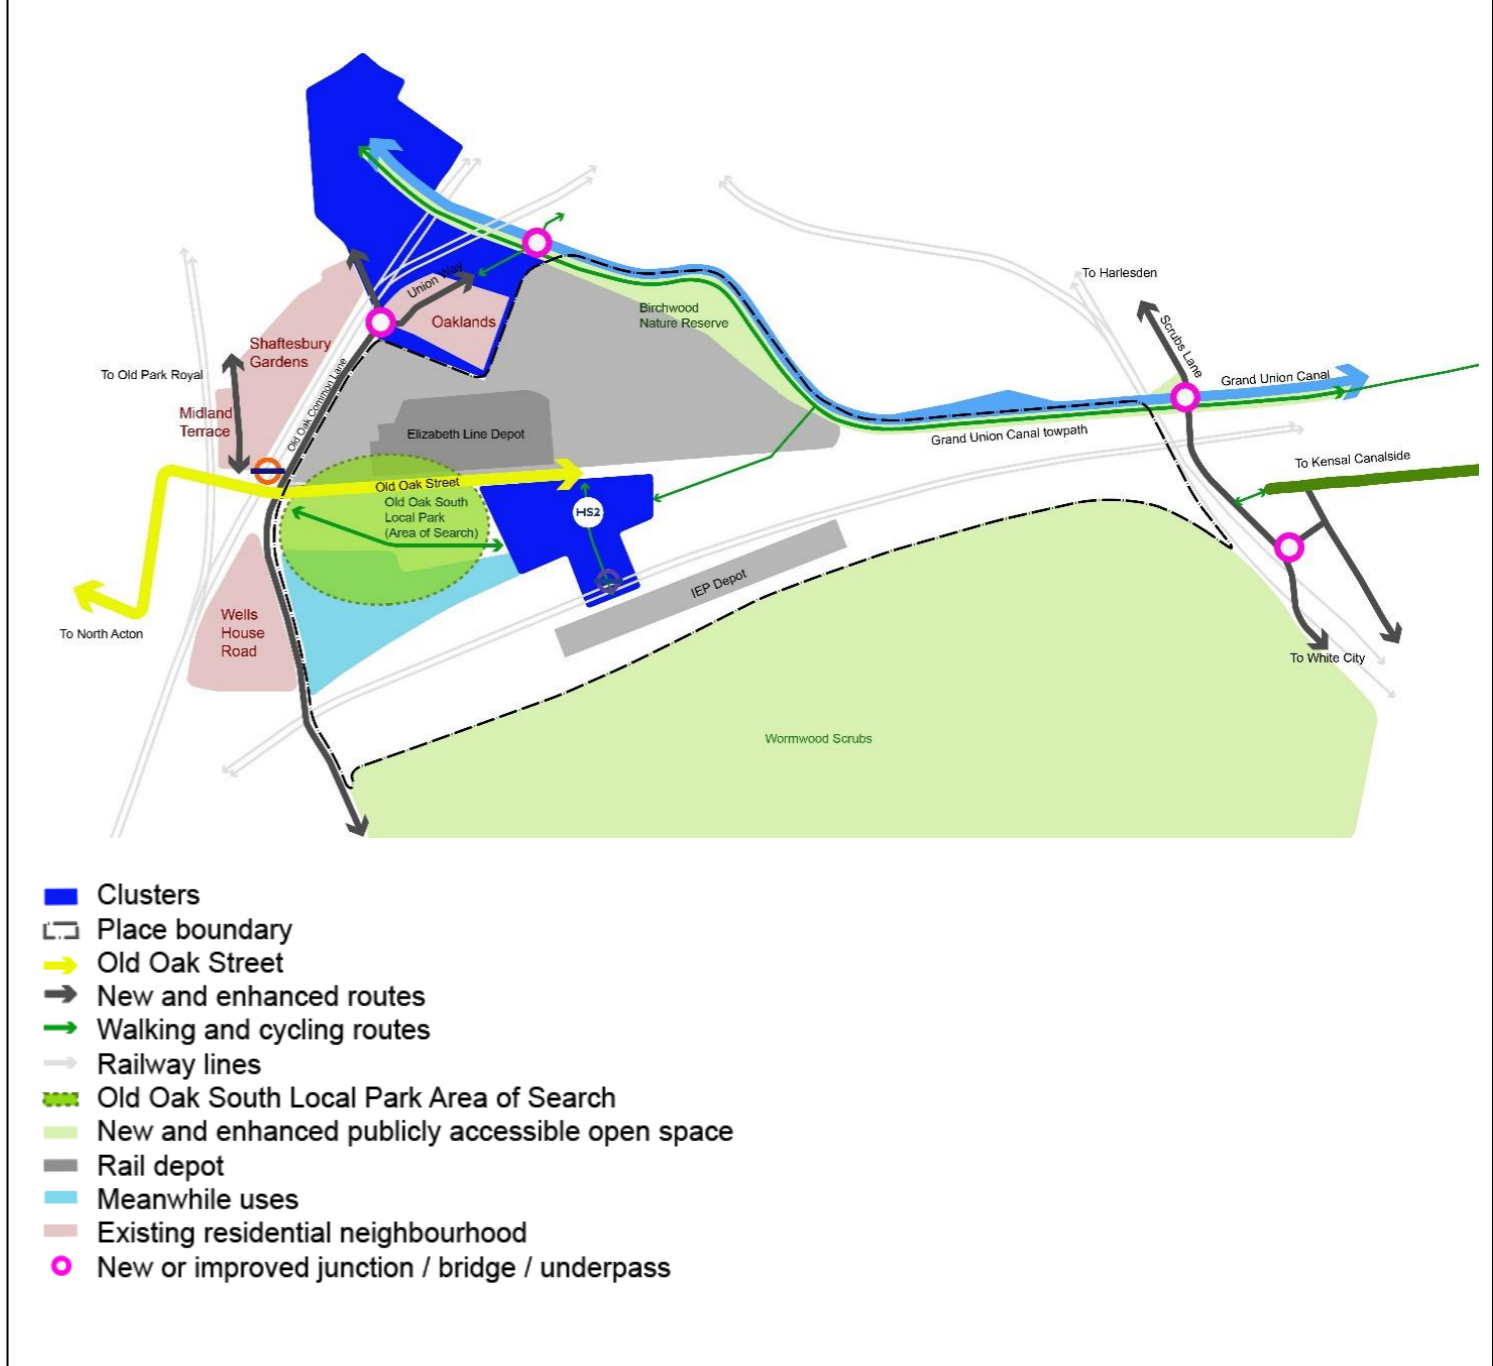 To Harlesden
Scrubs Lane
Union Way
Birchwood
Nature Reserve
Oaklands
Shaftesbury
Gardens
To Old Park Royal
Grand Union Canal
Midland
Terrace
Old Oak Common Lane
Elizabeth Line Depot
Grand Union Canal towpath
To Kensal Canalside
Old Oak Street
Old Oak South
Local Park
(Area of Search)
HS2
IEP Depot
Wells
House
Road
To North Acton
To White City
Wormwood Scrubs
Clusters
Place boundary
Old Oak Street
New and enhanced routes
Walking and cycling routes
Railway lines
Old Oak South Local Park Area of Search
New and enhanced publicly accessible open space
Rail depot
Meanwhile uses
Existing residential neighbourhood
New or improved junction / bridge / underpass